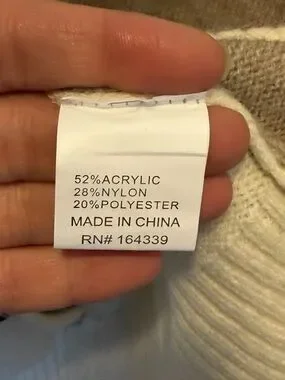 52%ACRYLIC
28%NYLON
20%POLYESTER
MADE IN CHINA
RN# 164339